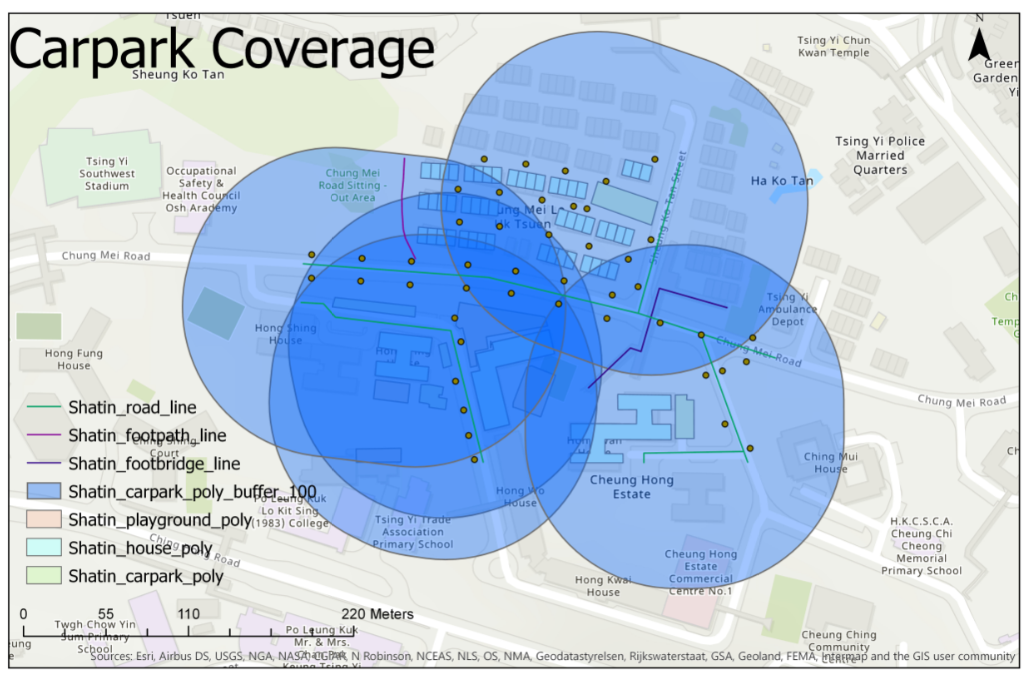 Tsuen
Carpark Coverage
Sheung Ko Tan
N
Tsing Yi Chun
Kwan Temple
Green
Garden
Yi
Tsing Yi
Southwest
Stadium
Occupational
Safety &
Health Council
Osh Academy
Chung Mei
Road Sitting -
Out Area
Tsing Yi Police
Married
Quarters
Ha Ko Tan
Sheung Ko Tan Street
ung Mei Lo
Uk Tsuen
Chung Mei Road
Tsing Yi
Ambulance
Depot
Hong Shing
House
Hong Fung
House
Chung Mei Road
Chung Mei Road
Shatin_road_line
Shatin_footpath_line
Shatin_footbridge_line
Shatin_carpark_poly_buffer_100
Shatin_playground_poly
Shatin_house_poly
Shatin_carpark_poly
Ching Shing
Court
Po Leung Kuk
Lo Kit Sing
(1983) College
Ching Hong Road
Cheung Hong
Estate
Hong Wo
House
Ching Mui
House
Tsing Yi Trade
Association
Primary School
H.K.C.S.C.A.
Cheung Chi
Cheong
Memorial
Primary School
Cheung Hong
Estate
Commercial
Centre No.1
Hong Kwai
House
0 55 110 220 Meters
Twgh Chow Yin
Sum Primary
School
Po Leung Kuk
Mr. & Mrs.
Cheung Ching
Community
Centre
Sources: Esri, Airbus DS, USGS, NGA, NASA, CGIAR, N Robinson, NCEAS, NLS, OS, NMA, Geodatastyrelsen, Rijkswaterstaat, GSA, Geoland, FEMA, Intermap and the GIS user community